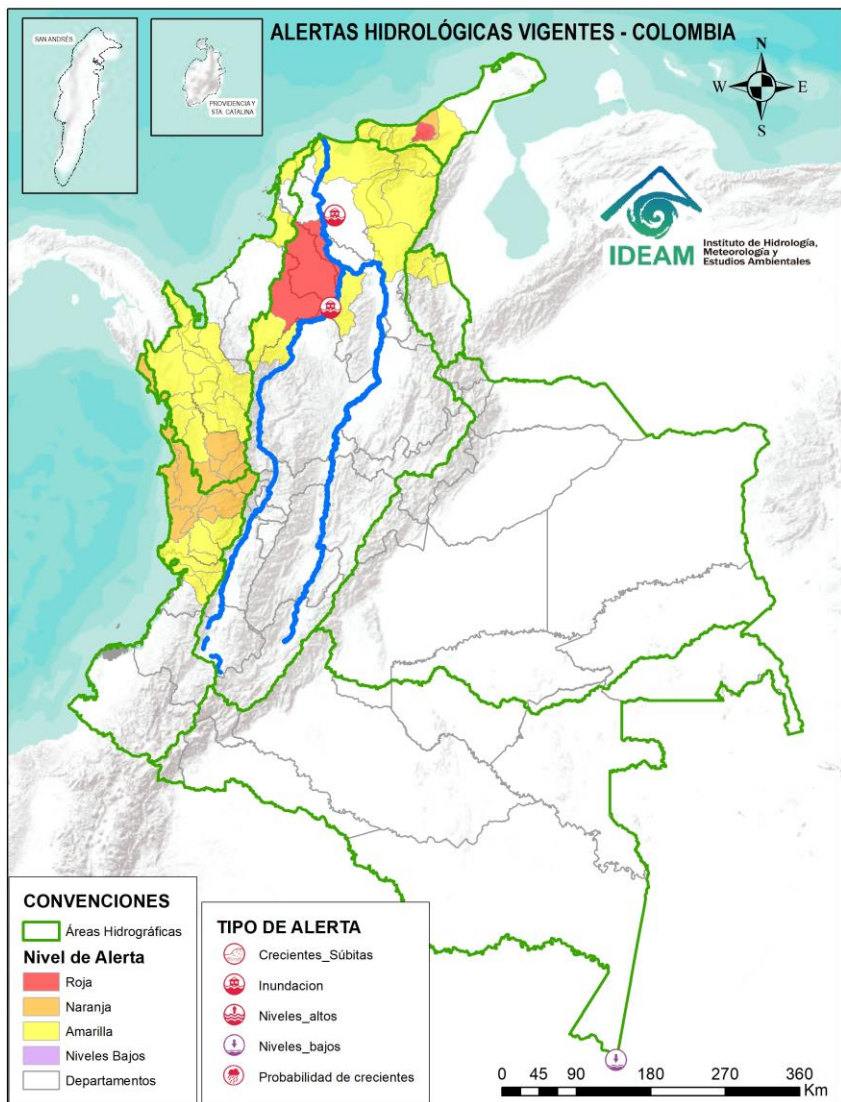 SAN ANDRÉS
PROVIDENCIA Y
STA. CATALINA
ALERTAS HIDROLÓGICAS VIGENTES - COLOMBIA
N
W
E
S
IDEAM
Instituto de Hidrología,
Meteorología y
Estudios Ambientales
CONVENCIONES
Áreas Hidrográficas
Nivel de Alerta
Roja
Naranja
Amarilla
Niveles Bajos
Departamentos
TIPO DE ALERTA
Crecientes_Súbitas
Inundacion
Niveles_altos
Niveles_bajos
Probabilidad de crecientes
0 45 90 180 270 360
Km